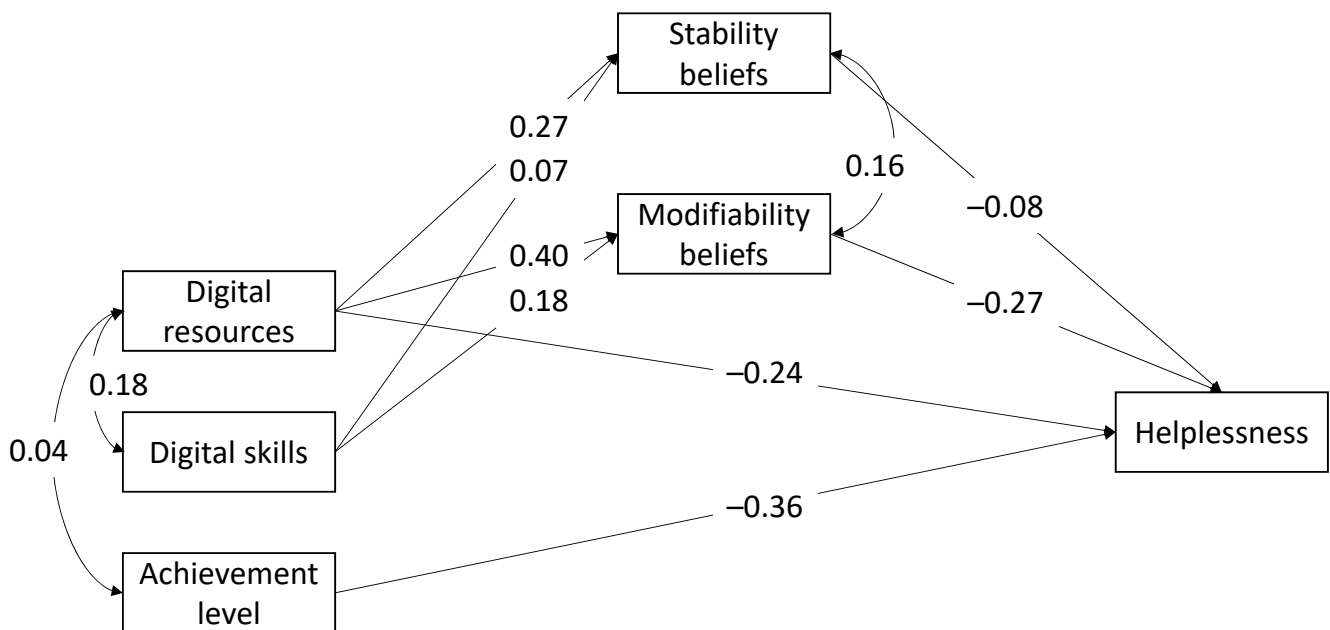 Stability
beliefs
0.27
0.07
0.16
Modifiability
beliefs
–0.08
0.40
0.18
–0.27
Digital
resources
0.18
–0.24
0.04
Digital skills
Helplessness
–0.36
Achievement
level